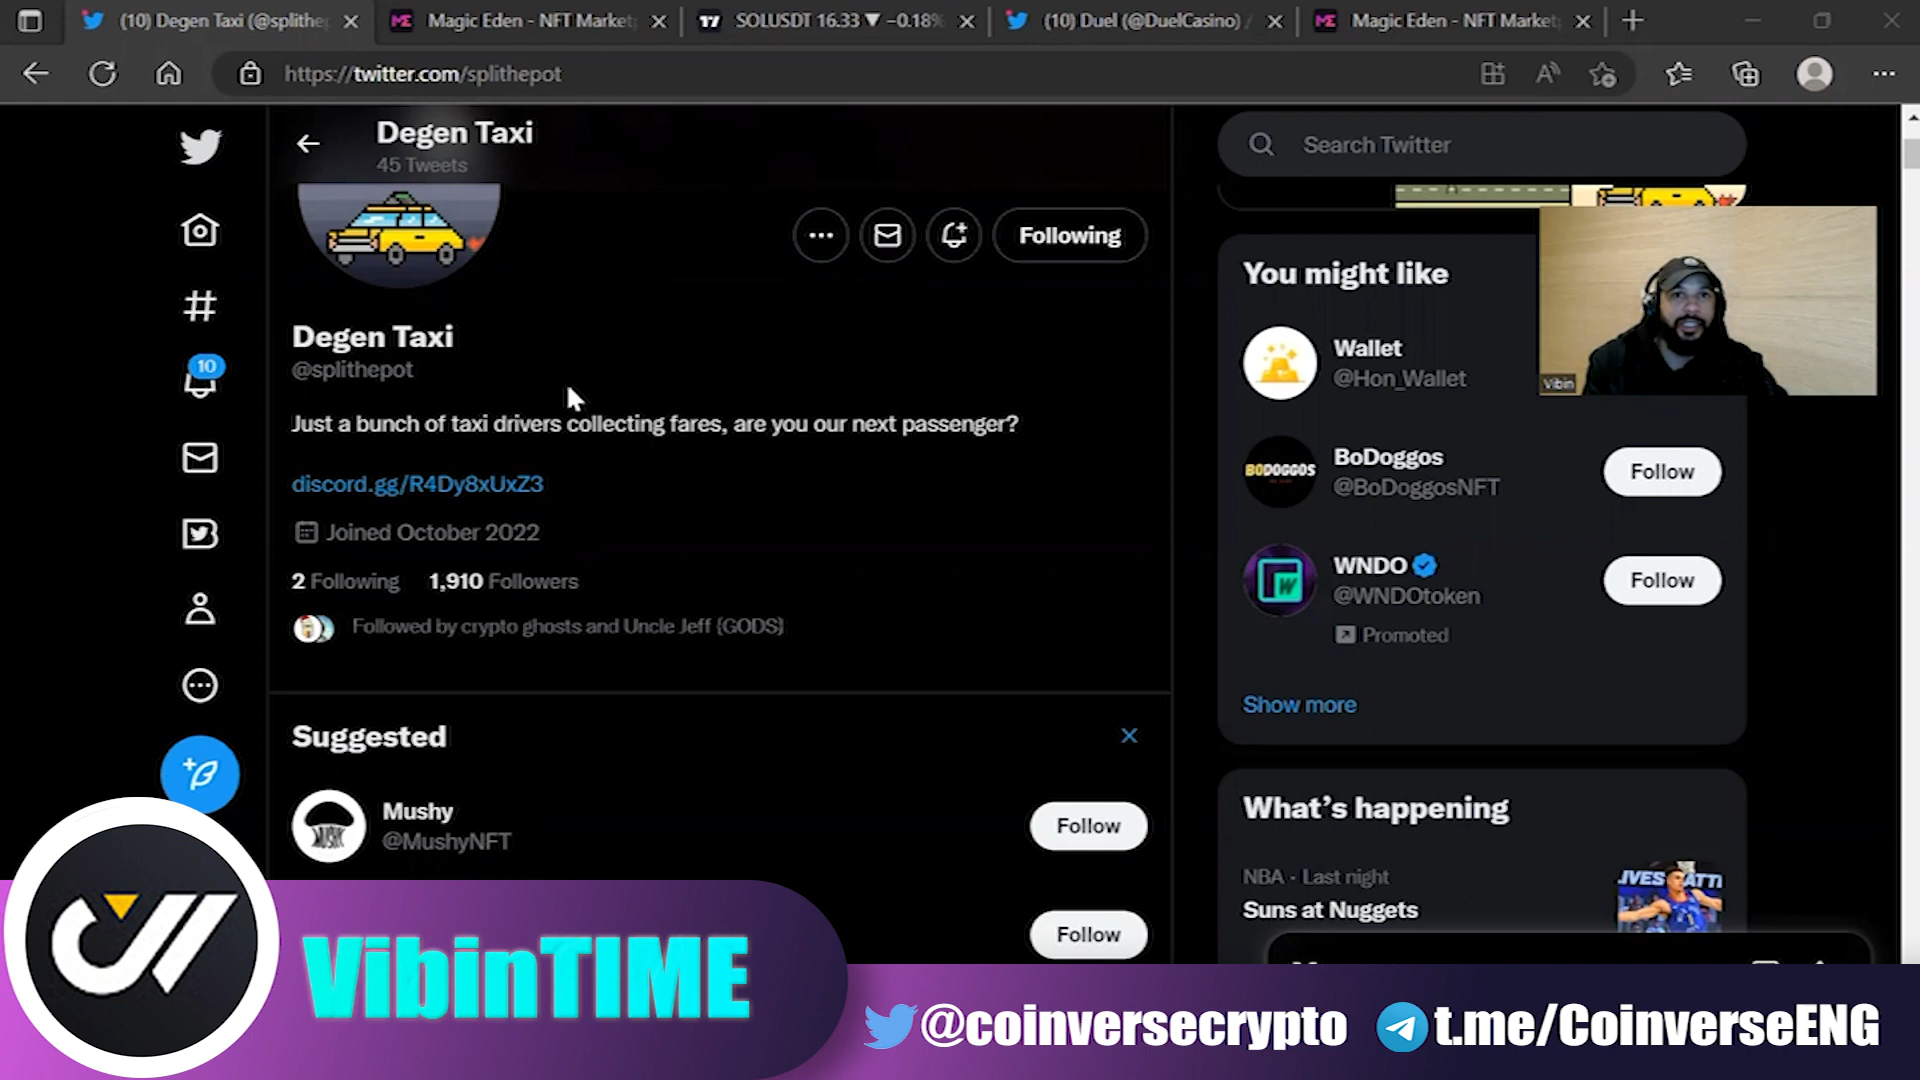 (10) Degen Taxi (@splithep
Magic Eden - NFT Market
SOLUSDT 16.33 ▼ −0.18%
(10) Duel (@DuelCasino) /
Magic Eden - NFT Market
https://twitter.com/splithepot
Degen Taxi
45 Tweets
Search Twitter
Following
Degen Taxi
@splithepot
Just a bunch of taxi drivers collecting fares, are you our next passenger?
discord.gg/R4Dy8xUxZ3
Joined October 2022
2 Following 1,910 Followers
Followed by crypto ghosts and Uncle Jeff {GODS}
10
Suggested
Mushy
@MushyNFT
Follow
Follow
You might like
Wallet
@Hon_Wallet
Vibin
BODOGGOS
BoDoggos
@BoDoggosNFT
Follow
WNDO
@WNDOtoken
Promoted
Follow
Show more
What's happening
NBA · Last night
Suns at Nuggets
VibinTIME
@coinversecrypto
t.me/CoinverseENG